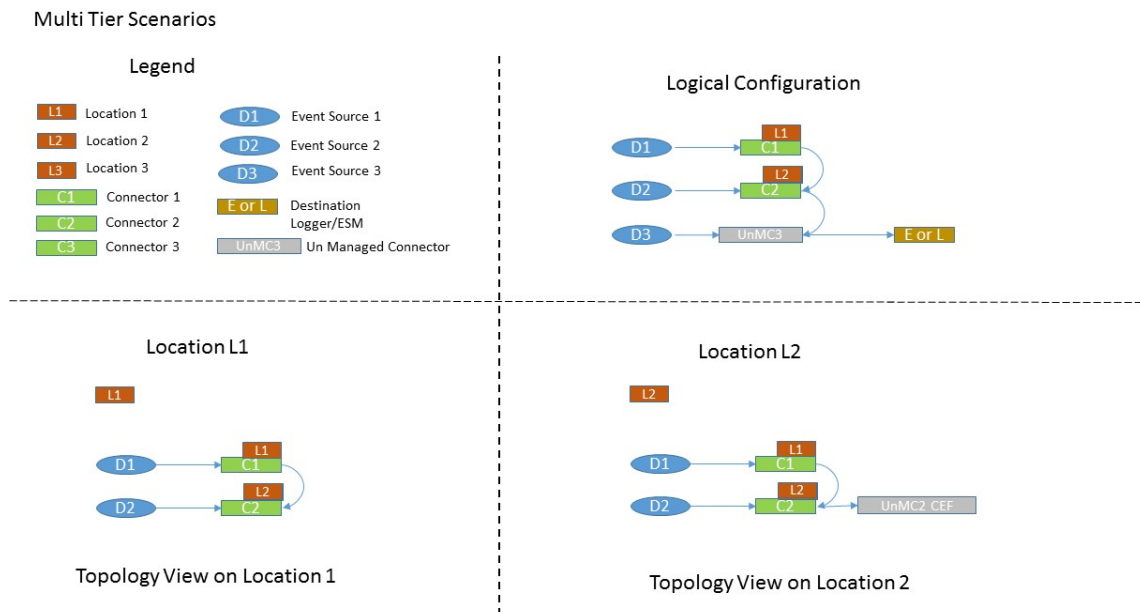 Multi Tier Scenarios
Legend
L1 Location 1
L2 Location 2
L3 Location 3
C1 Connector 1
C2 Connector 2
C3 Connector 3
D1 Event Source 1
D2 Event Source 2
D3 Event Source 3
E or L Destination
Logger/ESM
UnMC3 Un Managed Connector
Logical Configuration
L1
D1 C1
L2
D2 C2
D3 UnMC3 E or L
Location L1
L1
L1
D1 C1
L2
D2 C2
Topology View on Location 1
Location L2
L2
L1
D1 C1
L2
D2 C2 UnMC2 CEF
Topology View on Location 2